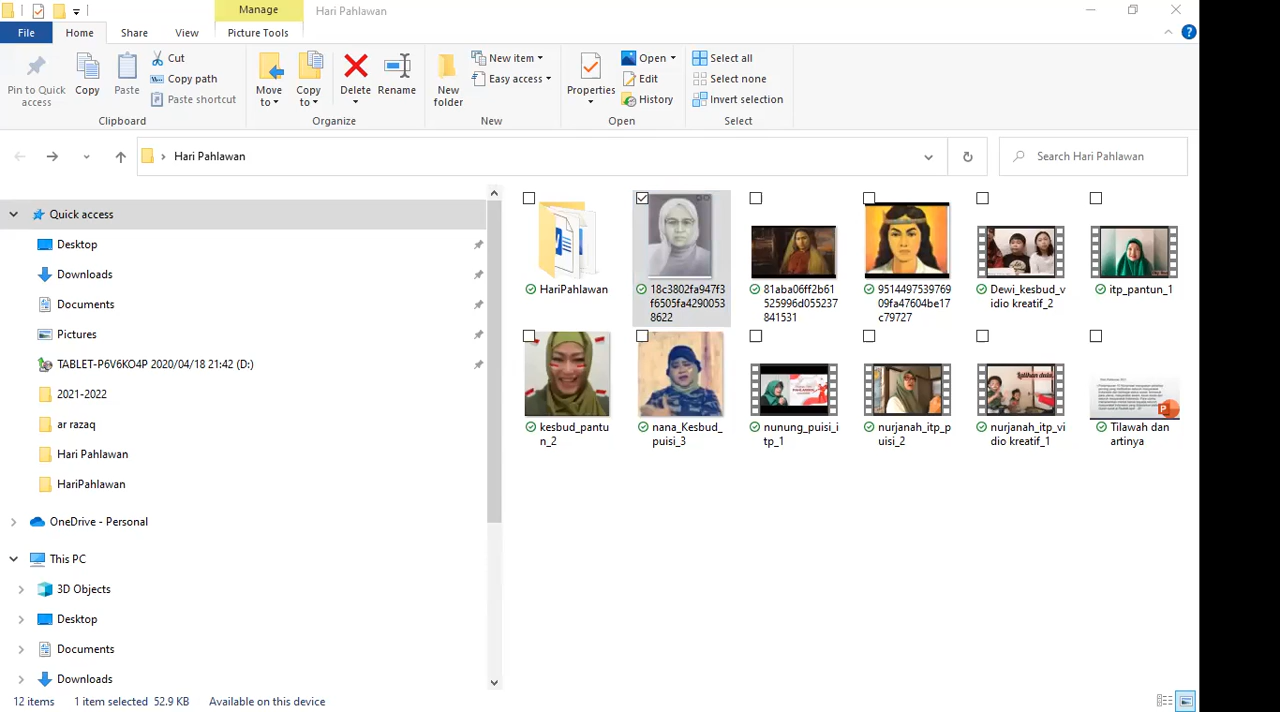 Manage
Hari Pahlawan
File
Home
Share
View
Picture Tools
Pin to Quick
access
Copy
Paste
Cut
Copy path
Paste shortcut
Clipboard
Move
to
Copy
to
Delete
Rename
Organize
New
folder
New item
Easy access
New
Properties
Open
Edit
History
Open
Select all
Select none
Invert selection
Select
Hari Pahlawan
Search Hari Pahlawan
Quick access
Desktop
Downloads
Documents
Pictures
TABLET-P6V6KO4P 2020/04/18 21:42 (D:)
2021-2022
ar razaq
Hari Pahlawan
HariPahlawan
OneDrive - Personal
This PC
3D Objects
Desktop
Documents
Downloads
HariPahlawan
18c3802fa947f3
f6505fa4290053
8622
81aba06ff2b61
525996d055237
841531
9514497539769
09fa47604be17
c79727
Dewi_kesbud_v
vidio kreatif_2
itp_pantun_1
kesbud_pantu
n_2
nana_Kesbud_
puisi_3
nunung_puisi_i
tp_1
nurjanah_itp_p
uisi_2
Latihan dulu
nurjanah_itp_vi
dio kreatif_1
Tilawah dan
artinya
12 items
1 item selected 52.9 KB
Available on this device